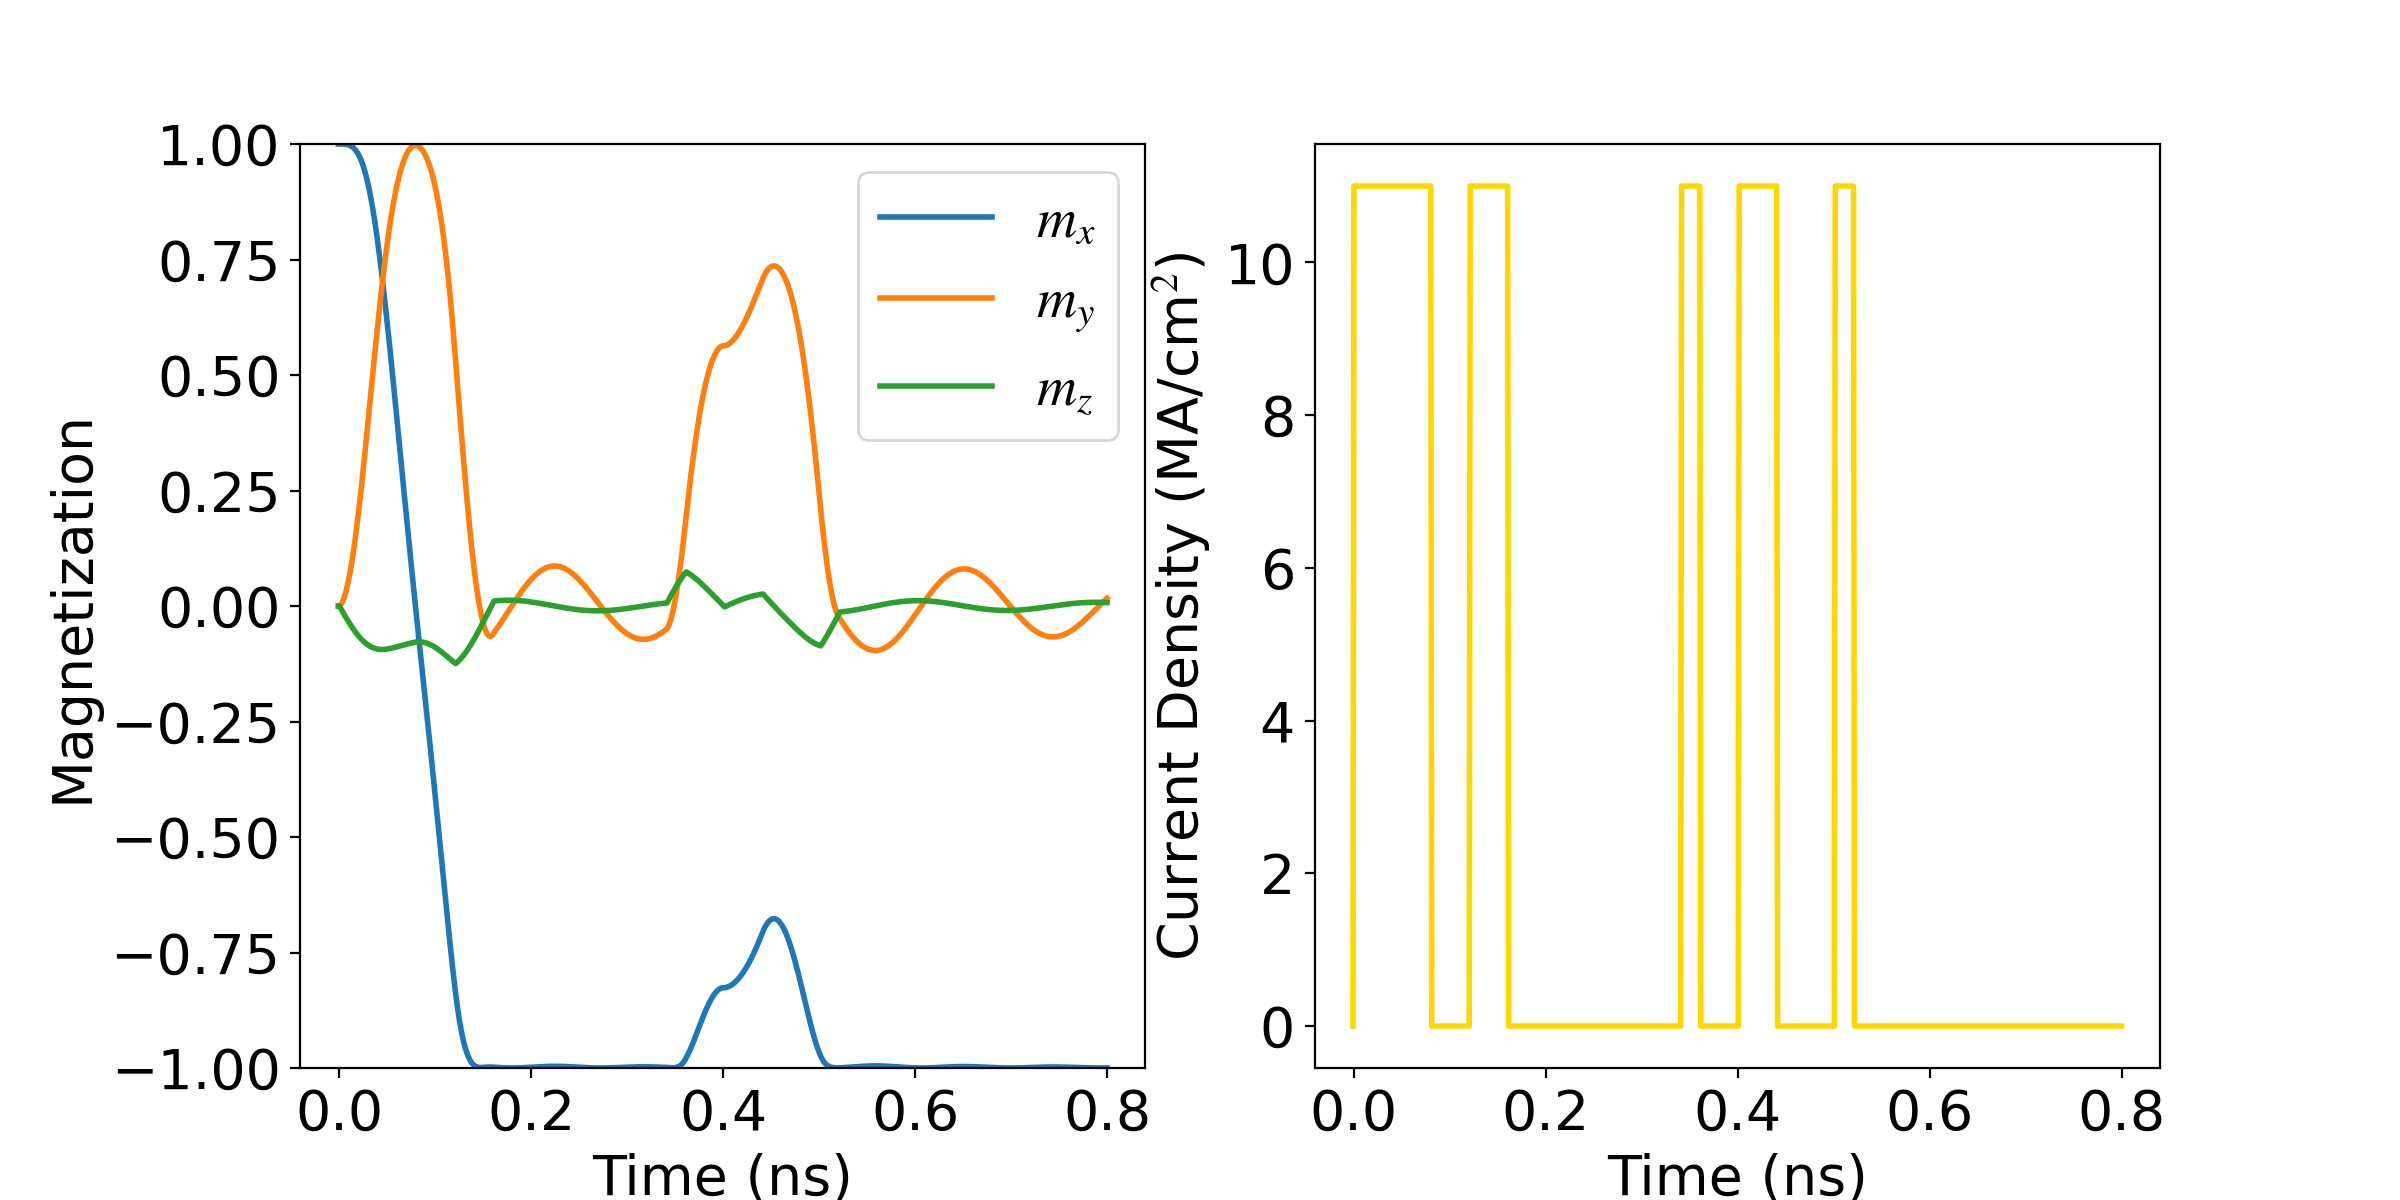 1.00
0.75
0.50
0.25
0.00
−0.25
−0.50
−0.75
−1.00
Magnetization
0.0 0.2 0.4 0.6 0.8
Time (ns)
m_x
m_y
m_z
Current Density (MA/cm²)
10
8
6
4
2
0
0.0 0.2 0.4 0.6 0.8
Time (ns)